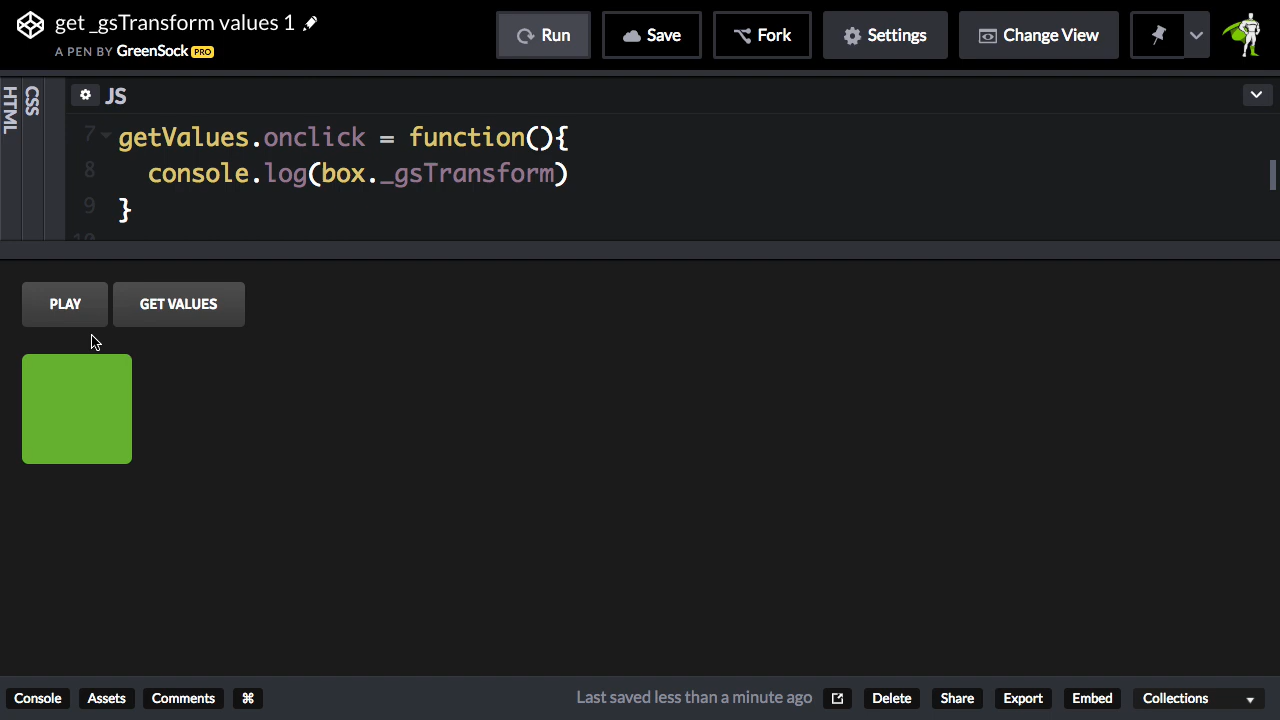 get _gsTransform values 1
A PEN BY GreenSock PRO
Run
Save
Fork
Settings
Change View
HTML
CSS
JS
7 getValues.onclick = function(){
8 console.log(box._gsTransform)
9 }
10
PLAY
GET VALUES
Console
Assets
Comments
⌘
Last saved less than a minute ago
Delete
Share
Export
Embed
Collections